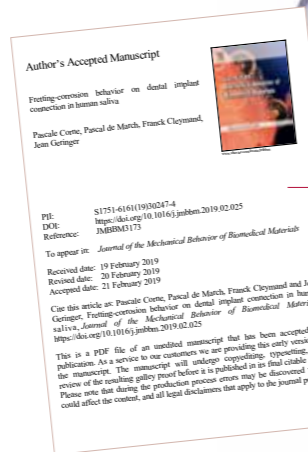 Author's Accepted Manuscript
Fretting-corrosion behavior on dental implant
connection in human saliva
Pascale Corne, Pascal de March, Franck Cleymand,
Jean Geringer
PII: S1751-6161(19)30247-4
DOI: https://doi.org/10.1016/j.jmbbm.2019.02.025
Reference: JMBBM3173
To appear in: Journal of the Mechanical Behavior of Biomedical Materials
Received date: 19 February 2019
Revised date: 20 February 2019
Accepted date: 21 February 2019
Cite this article as: Pascale Corne, Pascal de March, Franck Cleymand and Je
Geringer, Fretting-corrosion behavior on dental implant connection in hum
saliva, Journal of the Mechanical Behavior of Biomedical Materi
https://doi.org/10.1016/j.jmbbm.2019.02.025
This is a PDF file of an unedited manuscript that has been accepted
publication. As a service to our customers we are providing this early versio
the manuscript. The manuscript will undergo copyediting, typesetting,
review of the resulting galley proof before it is published in its final citable
Please note that during the production process errors may be discovered
could affect the content, and all legal disclaimers that apply to the journal p